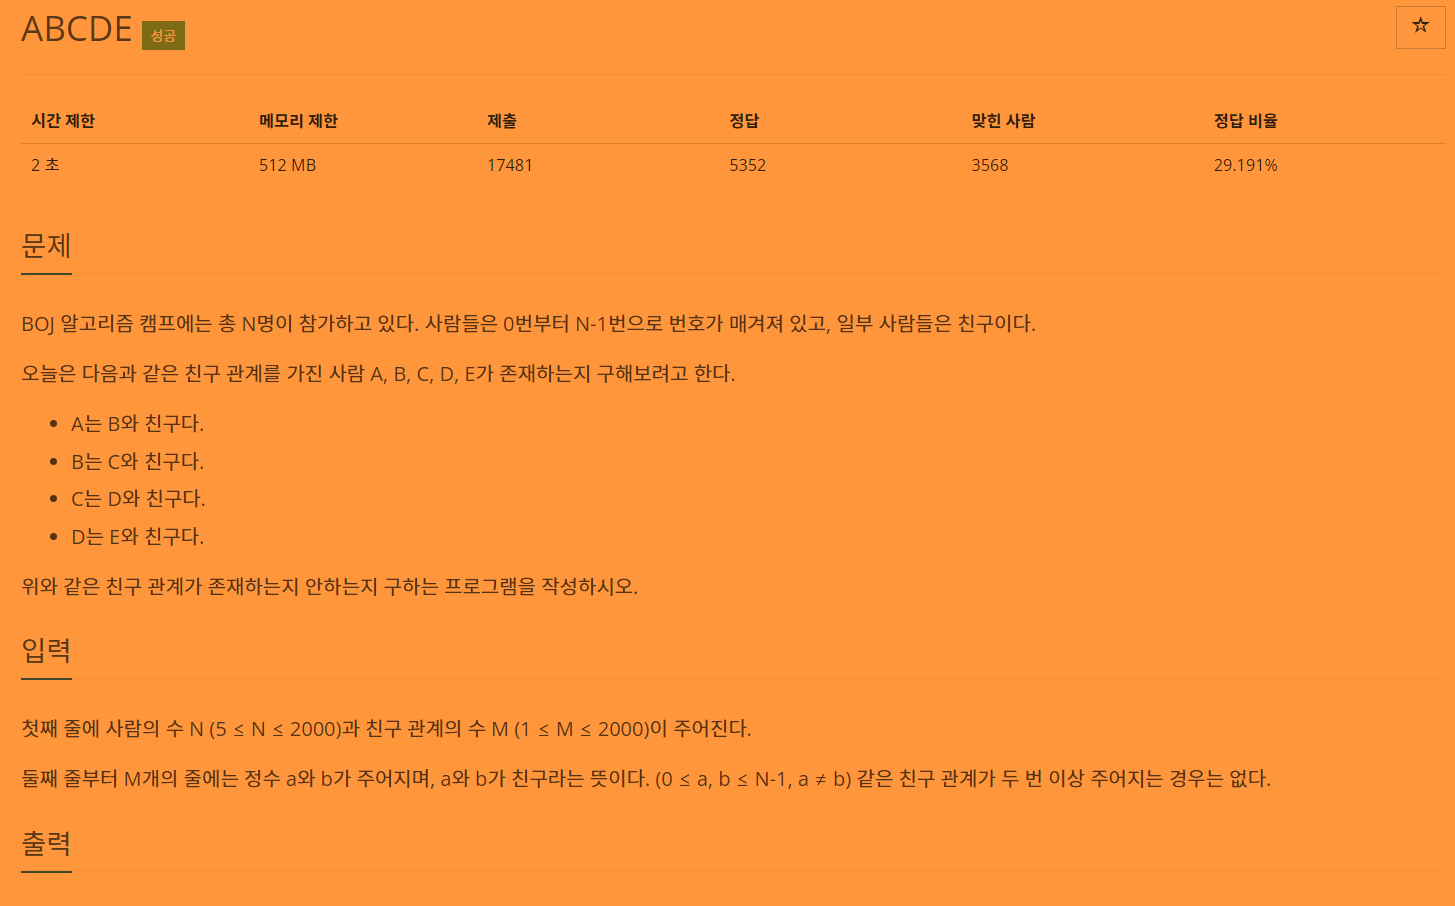 ABCDE 성공
☆
시간 제한 메모리 제한 제출 정답 맞힌 사람 정답 비율
2 초 512 MB 17481 5352 3568 29.191%
문제
BOJ 알고리즘 캠프에는 총 N명이 참가하고 있다. 사람들은 0번부터 N-1번으로 번호가 매겨져 있고, 일부 사람들은 친구이다.
오늘은 다음과 같은 친구 관계를 가진 사람 A, B, C, D, E가 존재하는지 구해보려고 한다.
• A는 B와 친구다.
• B는 C와 친구다.
• C는 D와 친구다.
• D는 E와 친구다.
위와 같은 친구 관계가 존재하는지 안하는지 구하는 프로그램을 작성하시오.
입력
첫째 줄에 사람의 수 N (5 ≤ N ≤ 2000)과 친구 관계의 수 M (1 ≤ M ≤ 2000)이 주어진다.
둘째 줄부터 M개의 줄에는 정수 a와 b가 주어지며, a와 b가 친구라는 뜻이다. (0 ≤ a, b ≤ N-1, a ≠ b) 같은 친구 관계가 두 번 이상 주어지는 경우는 없다.
출력